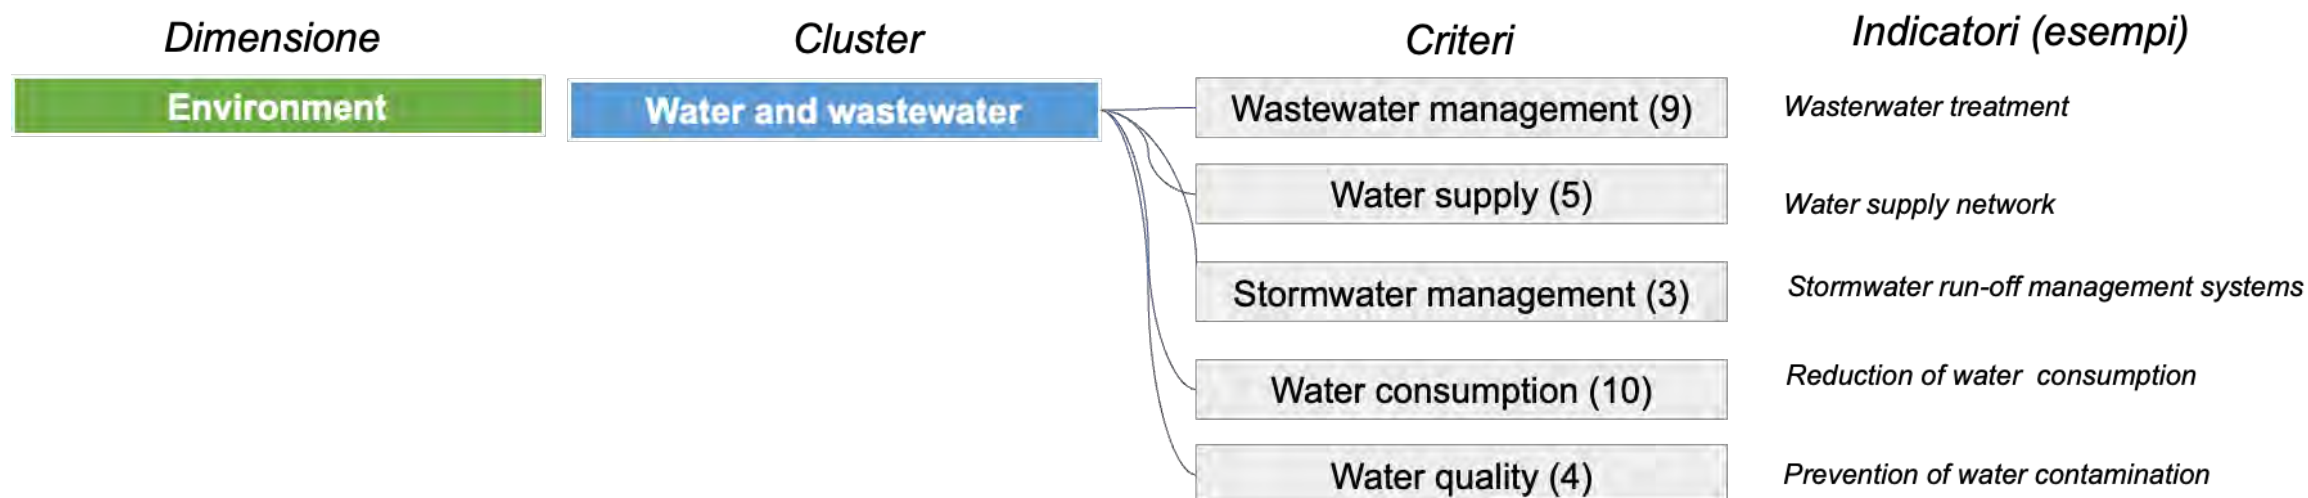 Dimensione
Cluster
Criteri
Indicatori (esempi)
Environment
Water and wastewater
Wastewater management (9)
Wasterwater treatment
Water supply (5)
Water supply network
Stormwater management (3)
Stormwater run-off management systems
Water consumption (10)
Reduction of water consumption
Water quality (4)
Prevention of water contamination